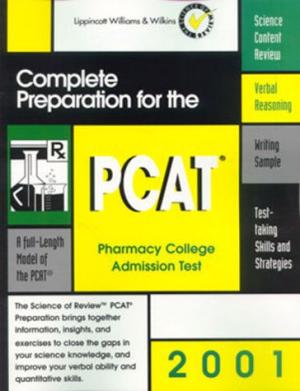 Lippincott Williams & Wilkins
SCIENCE OF REVIEW
Science
Content
Review
Complete
Preparation for the
Verbal
Reasoning
Rx
PCAT®
Writing
Sample
Pharmacy College
Admission Test
A full-Length
Model of
the PCAT®
Test-
taking
Skills and
Strategies
The Science of Review™ PCAT®
Preparation brings together
information, insights, and
exercises to close the gaps in
your science knowledge, and
improve your verbal ability and
quantitative skills.
2001